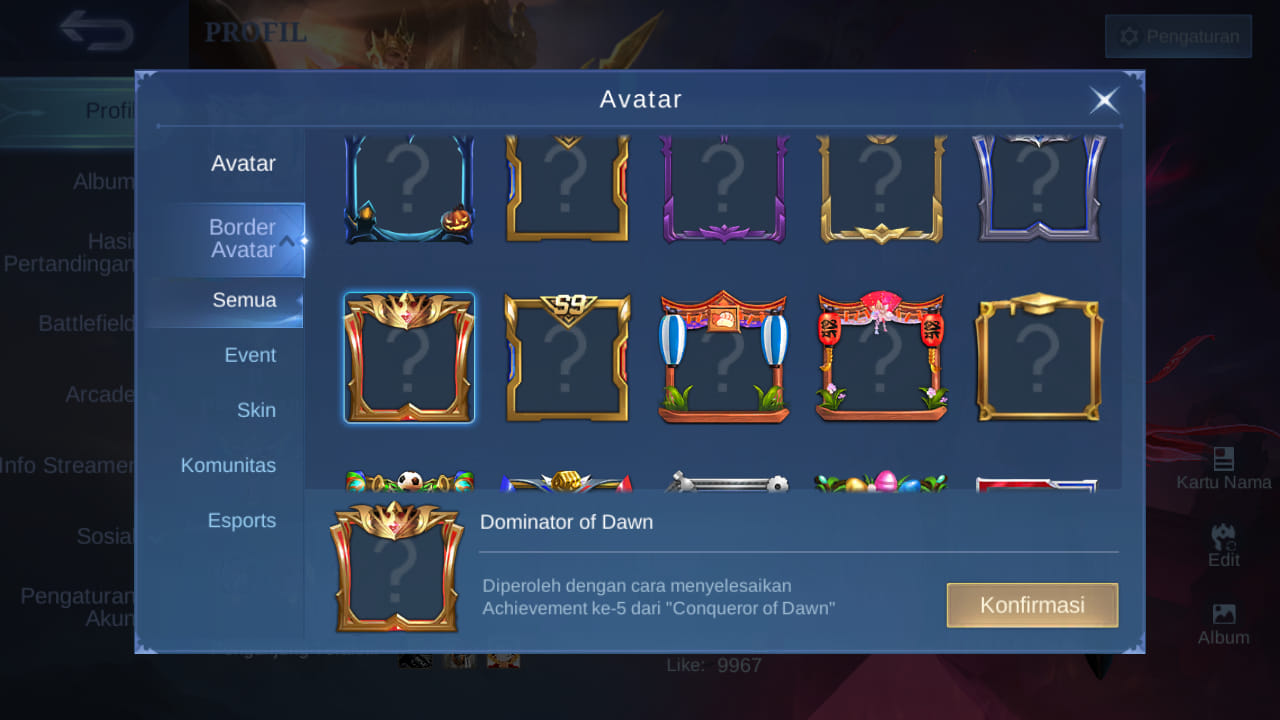 PROFIL
Pengaturan
Avatar
Profil
Album
Hasil
Pertandingan
Battlefield
Arcade
Info Streamer
Sosial
Pengaturan
Akun
Avatar
Border
Avatar
Semua
Event
Skin
Komunitas
Esports
S9
Dominator of Dawn
Diperoleh dengan cara menyelesaikan
Achievement ke-5 dari "Conqueror of Dawn"
Konfirmasi
Kartu Nama
Edit
Album
Like: 9967